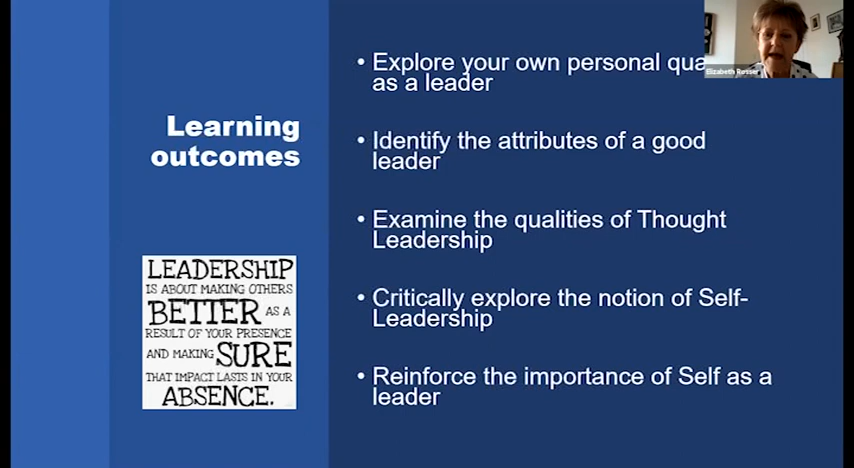 Learning
outcomes
LEADERSHIP
IS ABOUT MAKING OTHERS
BETTER AS A
RESULT OF YOUR PRESENCE
AND MAKING SURE
THAT IMPACT LASTS IN YOUR
ABSENCE.
• Explore your own personal qua
as a leader
• Identify the attributes of a good
leader
• Examine the qualities of Thought
Leadership
• Critically explore the notion of Self-
Leadership
• Reinforce the importance of Self as a
leader
Elizabeth Rosser